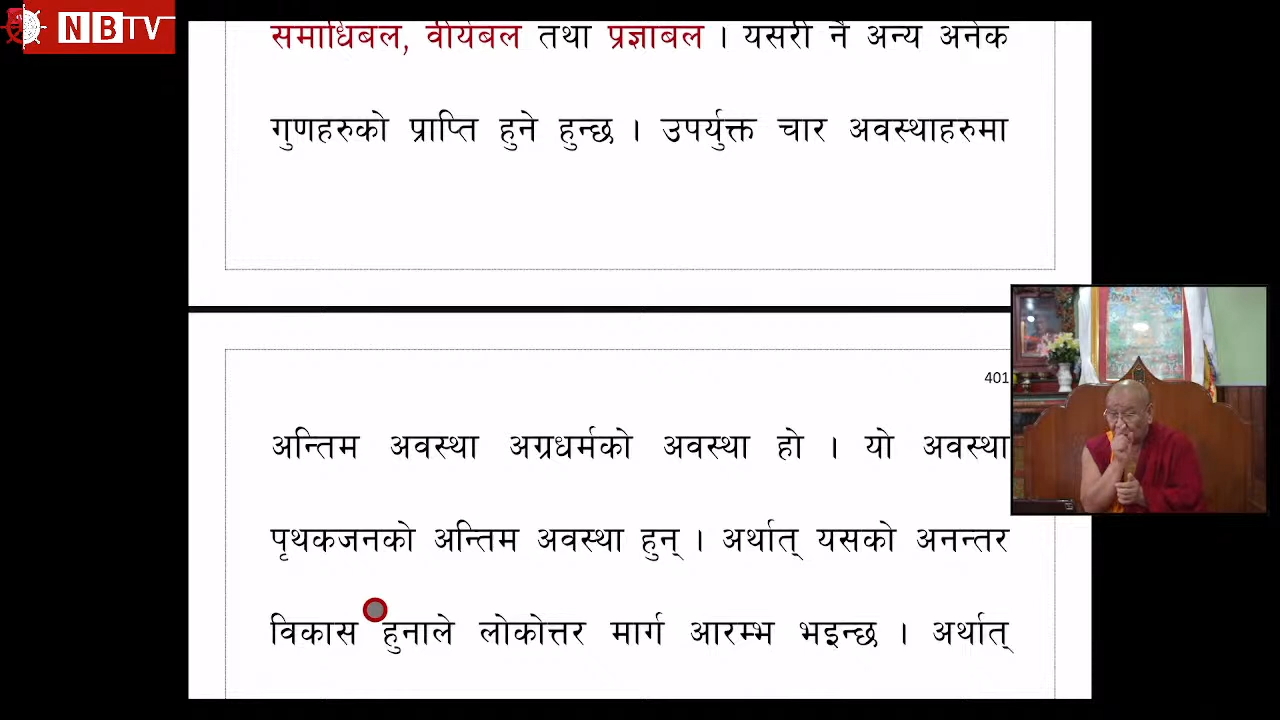 NBTV
समाधिबल, वीर्यबल तथा प्रज्ञाबल । यसरी नै अन्य अनेक
गुणहरुको प्राप्ति हुने हुन्छ । उपर्युक्त चार अवस्थाहरुमा
401
अन्तिम अवस्था अग्रधर्मको अवस्था हो । यो अवस्था
पृथकजनको अन्तिम अवस्था हुन् । अर्थात् यसको अनन्तर
विकास हुनाले लोकोत्तर मार्ग आरम्भ भइन्छ । अर्थात्